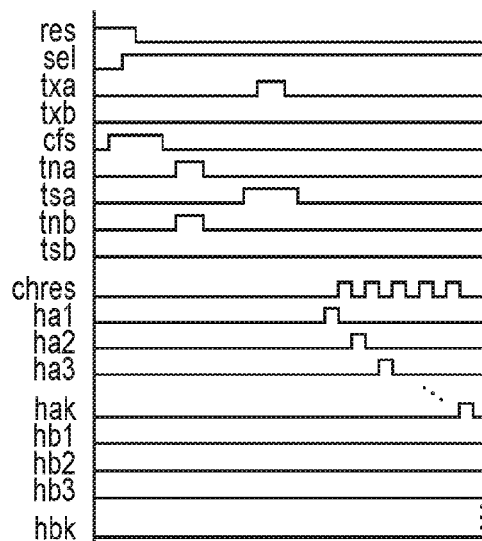 res
sel
txa
txb
cfs
tna
tsa
tnb
tsb
chres
ha1
ha2
ha3
hak
hb1
hb2
hb3
hbk